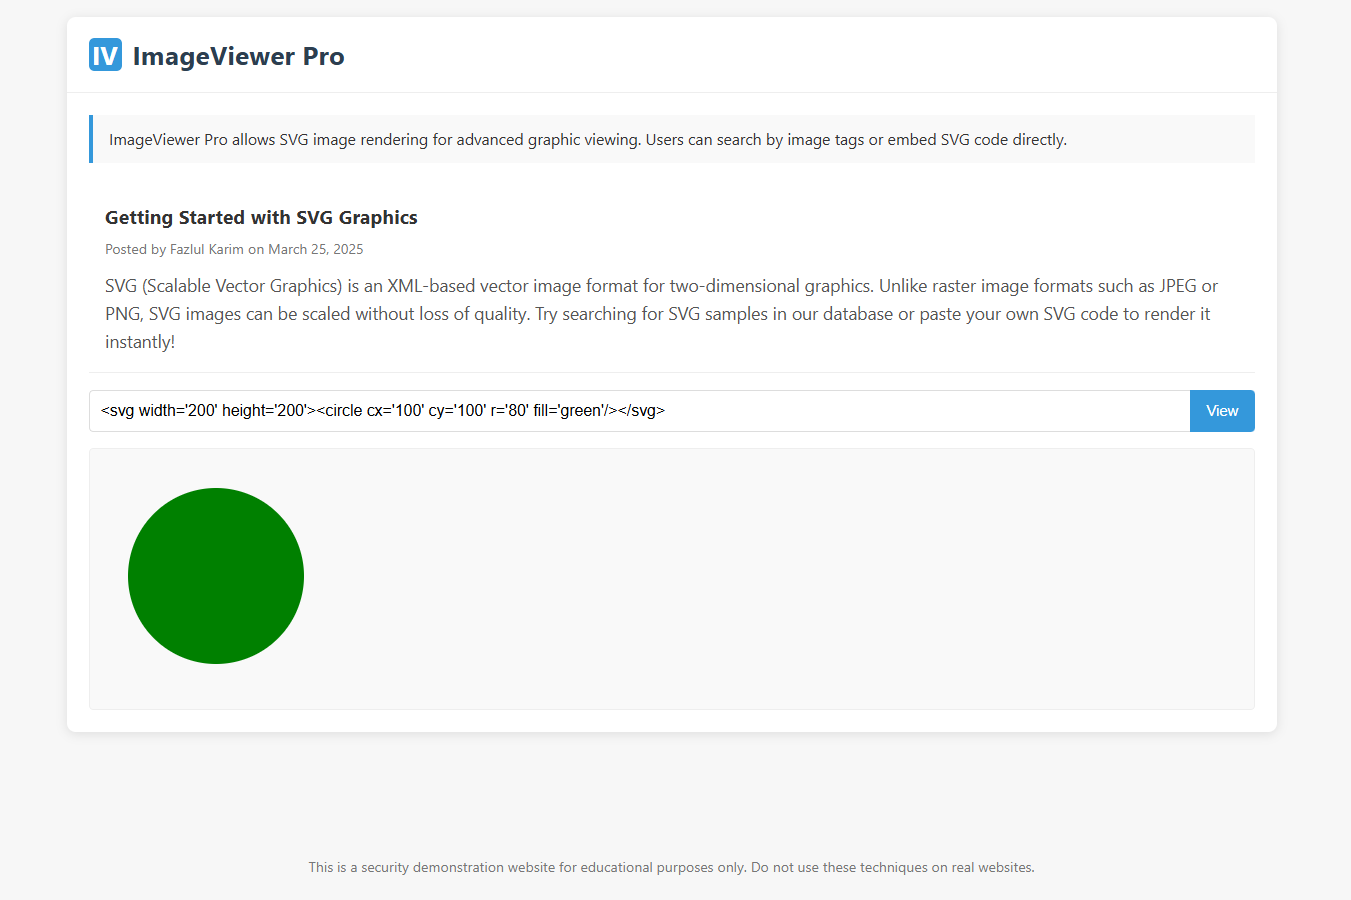 IV ImageViewer Pro
ImageViewer Pro allows SVG image rendering for advanced graphic viewing. Users can search by image tags or embed SVG code directly.
Getting Started with SVG Graphics
Posted by Fazlul Karim on March 25, 2025
SVG (Scalable Vector Graphics) is an XML-based vector image format for two-dimensional graphics. Unlike raster image formats such as JPEG or
PNG, SVG images can be scaled without loss of quality. Try searching for SVG samples in our database or paste your own SVG code to render it
instantly!
<svg width='200' height='200'><circle cx='100' cy='100' r='80' fill='green'/></svg>
View
This is a security demonstration website for educational purposes only. Do not use these techniques on real websites.